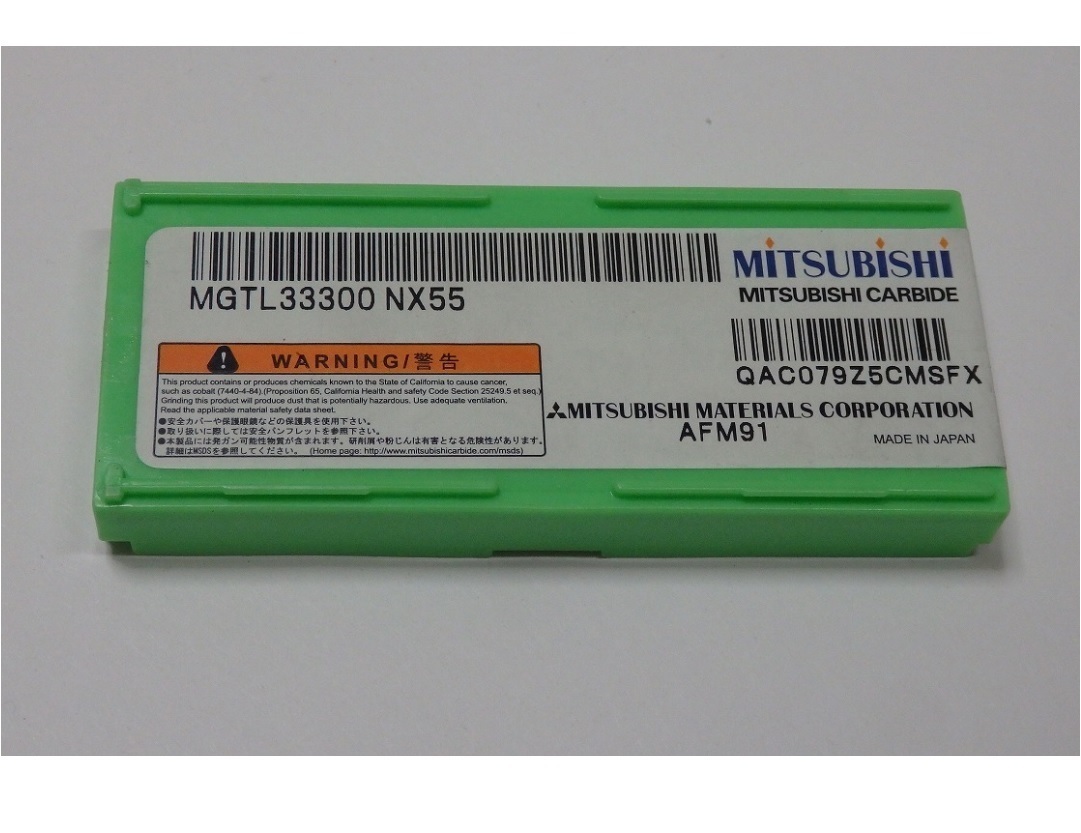 MITSUBISHI
MITSUBISHI CARBIDE
MGTL33300 NX55
QAC079Z5CMSFX
WARNING/警告
This product contains or produces chemicals known to the State of California to cause cancer,
such as cobalt (7440-4-84).(Proposition 65, California Health and safety Code Section 25249.5 et seq.)
Grinding this product will produce dust that is potentially hazardous. Use adequate ventilation.
Read the applicable material safety data sheet.
●安全カバーや保護眼鏡などの保護具を使用下さい。
●取り扱いに際しては安全パンフレットを参照下さい。
●本製品には発ガン可能性物質が含まれます。研削屑や粉じんは有害となる危険性があります。
詳細はMSDSを参照してください。 (Home page: http://www.mitsubishicarbide.com/msds)
MITSUBISHI MATERIALS CORPORATION
AFM91
MADE IN JAPAN